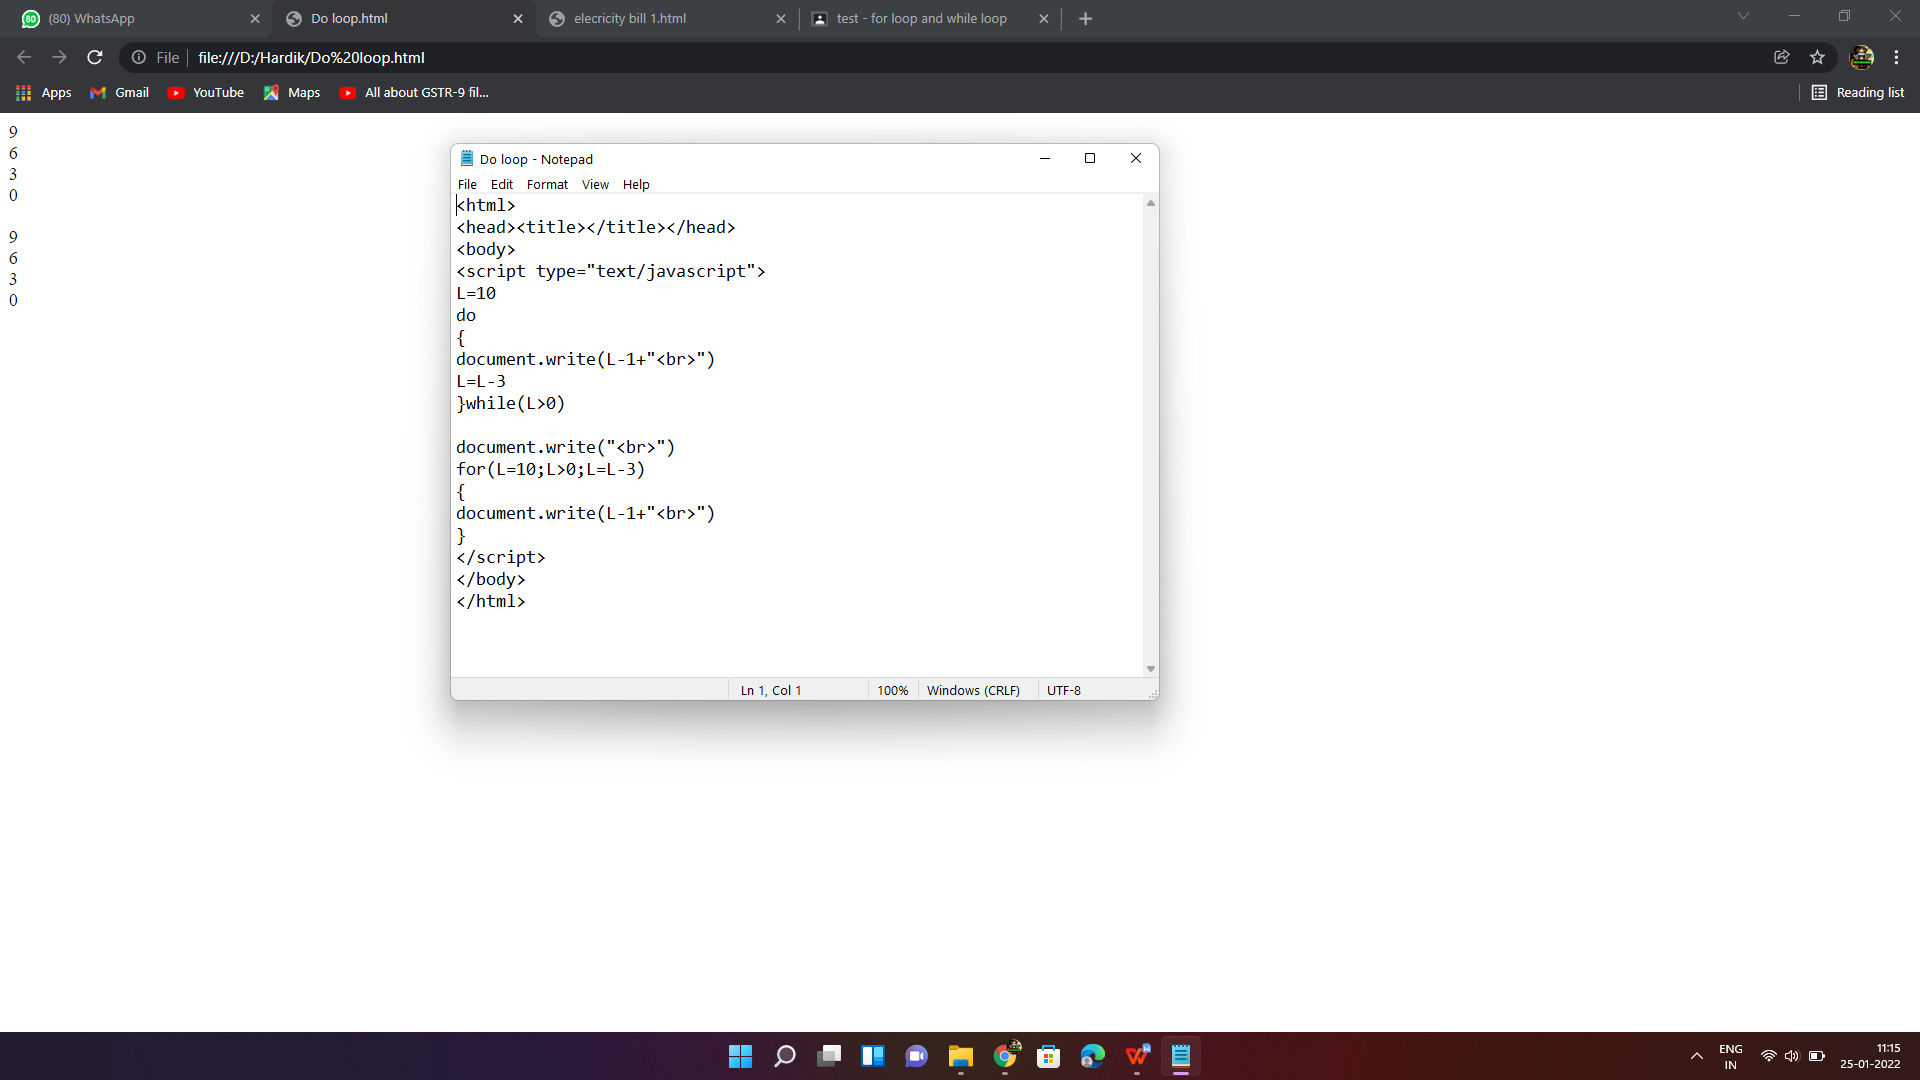 (80) WhatsApp
Do loop.html
elecricity bill 1.html
test - for loop and while loop
File
file:///D:/Hardik/Do%20loop.html
Apps
Gmail
YouTube
Maps
All about GSTR-9 fil...
Reading list
9
6
3
0
9
6
3
0
Do loop - Notepad
File Edit Format View Help
<html>
<head><title></title></head>
<body>
<script type="text/javascript">
L=10
do
{
document.write(L-1+"<br>")
L=L-3
}while(L>0)
document.write("<br>")
for(L=10;L>0;L=L-3)
{
document.write(L-1+"<br>")
}
</script>
</body>
</html>
Ln 1, Col 1
100%
Windows (CRLF)
UTF-8
ENG
IN
11:15
25-01-2022